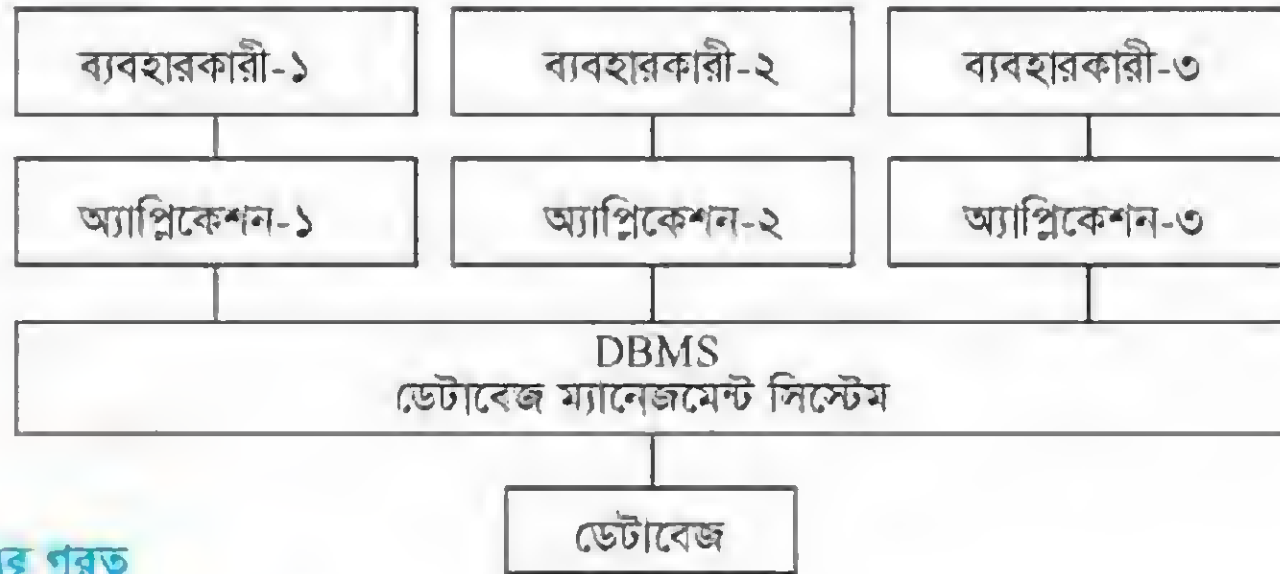 ব্যবহারকারী-১ ব্যবহারকারী-২ ব্যবহারকারী-৩
অ্যাপ্লিকেশন-১ অ্যাপ্লিকেশন-২ অ্যাপ্লিকেশন-৩
DBMS
ডেটাবেজ ম্যানেজমেন্ট সিস্টেম
ডেটাবেজ